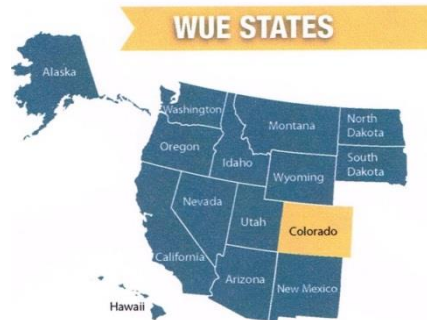 WUE STATES
Alaska
Washington
Montana
North
Dakota
Oregon
Idaho
South
Dakota
Wyoming
Nevada
Utah
Colorado
California
Arizona
New Mexico
Hawaii